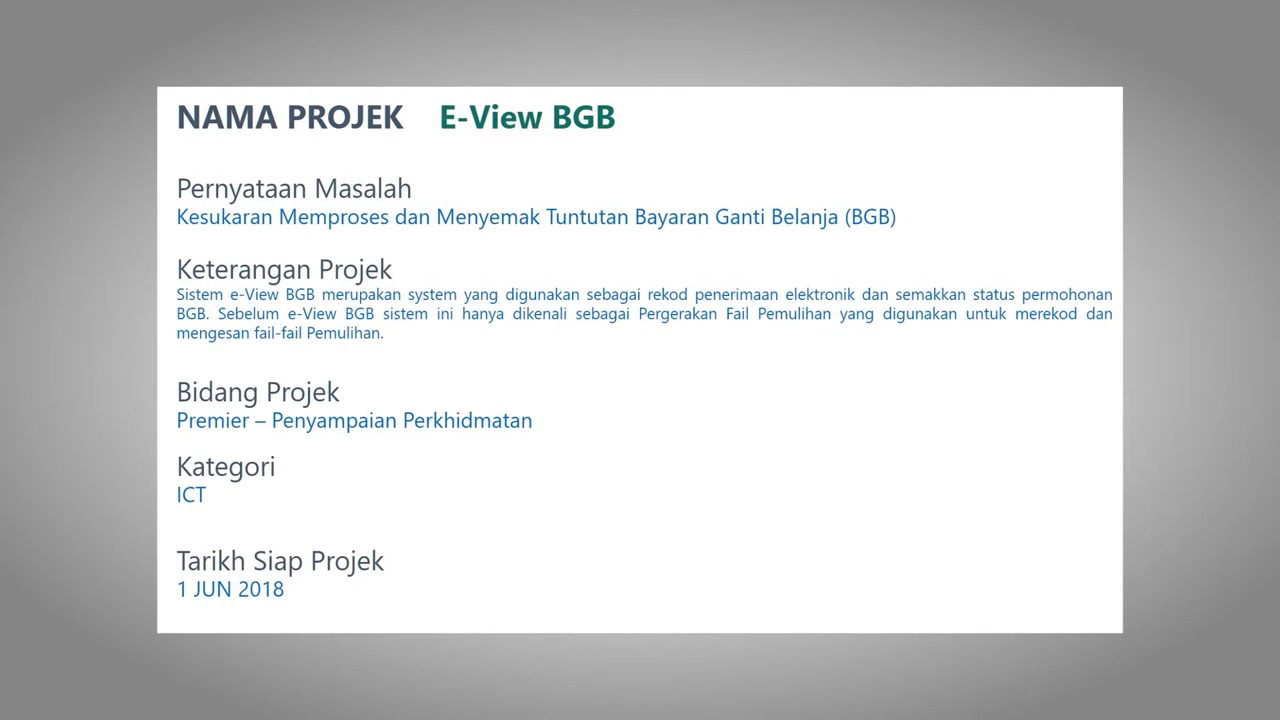 NAMA PROJEK E-View BGB
Pernyataan Masalah
Kesukaran Memproses dan Menyemak Tuntutan Bayaran Ganti Belanja (BGB)
Keterangan Projek
Sistem e-View BGB merupakan system yang digunakan sebagai rekod penerimaan elektronik dan semakkan status permohonan
BGB. Sebelum e-View BGB sistem ini hanya dikenali sebagai Pergerakan Fail Pemulihan yang digunakan untuk merekod dan
mengesan fail-fail Pemulihan.
Bidang Projek
Premier – Penyampaian Perkhidmatan
Kategori
ICT
Tarikh Siap Projek
1 JUN 2018